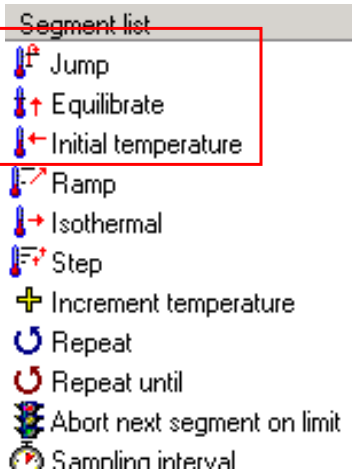 Segment list
Jump
Equilibrate
Initial temperature
Ramp
Isothermal
Step
Increment temperature
Repeat
Repeat until
Abort next segment on limit
Sampling interval